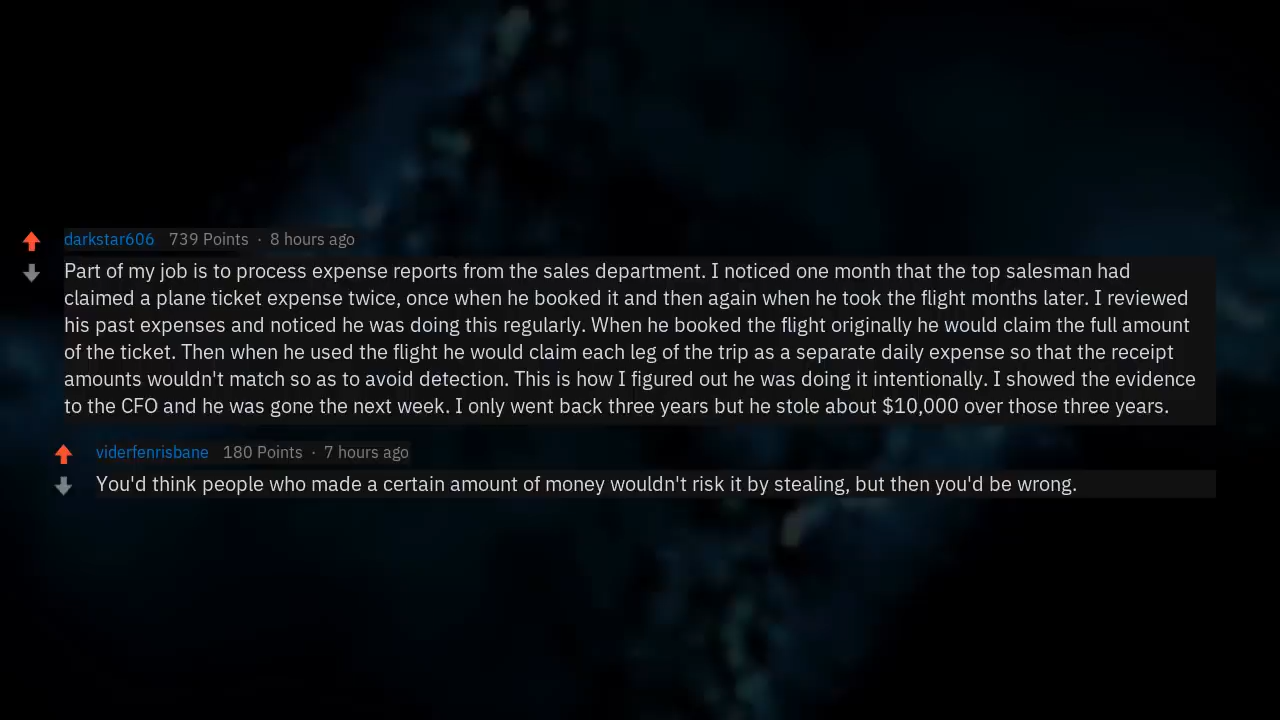 darkstar606 739 Points · 8 hours ago
Part of my job is to process expense reports from the sales department. I noticed one month that the top salesman had
claimed a plane ticket expense twice, once when he booked it and then again when he took the flight months later. I reviewed
his past expenses and noticed he was doing this regularly. When he booked the flight originally he would claim the full amount
of the ticket. Then when he used the flight he would claim each leg of the trip as a separate daily expense so that the receipt
amounts wouldn't match so as to avoid detection. This is how I figured out he was doing it intentionally. I showed the evidence
to the CFO and he was gone the next week. I only went back three years but he stole about $10,000 over those three years.
viderfenrisbane 180 Points · 7 hours ago
You'd think people who made a certain amount of money wouldn't risk it by stealing, but then you'd be wrong.